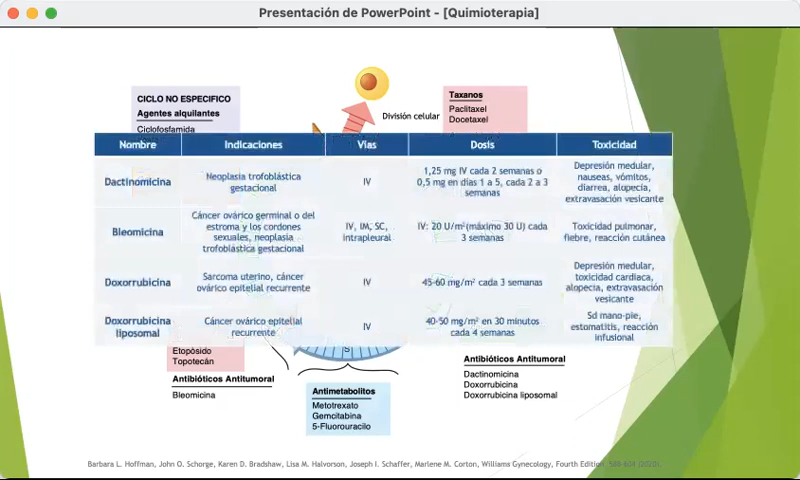 Presentación de PowerPoint - [Quimioterapia]
CICLO NO ESPECIFICO
Agentes alquilantes
Ciclofosfamida
División celular
Taxanos
Paclitaxel
Docetaxel
Nombre Indicaciones Vías Dosis Toxicidad
Dactinomicina
Neoplasia trofoblástica
gestacional
IV
1,25 mg IV cada 2 semanas o
0,5 mg en días 1 a 5, cada 2 a 3
semanas
Depresión medular,
nauseas, vómitos,
diarrea, alopecia,
extravasación vesicante
Bleomicina
Cáncer ovárico germinal o del
estroma y los cordones
sexuales, neoplasia
trofoblástica gestacional
IV, IM, SC,
intrapleural
IV: 20 U/m²(máximo 30 U) cada
3 semanas
Toxicidad pulmonar,
fiebre, reacción cutánea
Doxorrubicina
Sarcoma uterino, cáncer
ovárico epitelial recurrente
IV
45-60 mg/m² cada 3 semanas
Depresión medular,
toxicidad cardiaca,
alopecia, extravasación
vesicante
Doxorrubicina
liposomal
Cáncer ovárico epitelial
recurrente
IV
40-50 mg/m² en 30 minutos
cada 4 semanas
Sd mano-pie,
estomatitis, reacción
infusional
S
Etopósido
Topotecán
Antibióticos Antitumoral
Bleomicina
Antimetabolitos
Metotrexato
Gemcitabina
5-Fluorouracilo
Antibióticos Antitumoral
Dactinomicina
Doxorrubicina
Doxorrubicina liposomal
Barbara L. Hoffman, John O. Schorge, Karen D. Bradshaw, Lisa M. Halvorson, Joseph I. Schaffer, Marlene M. Corton, Williams Gynecology, Fourth Edition